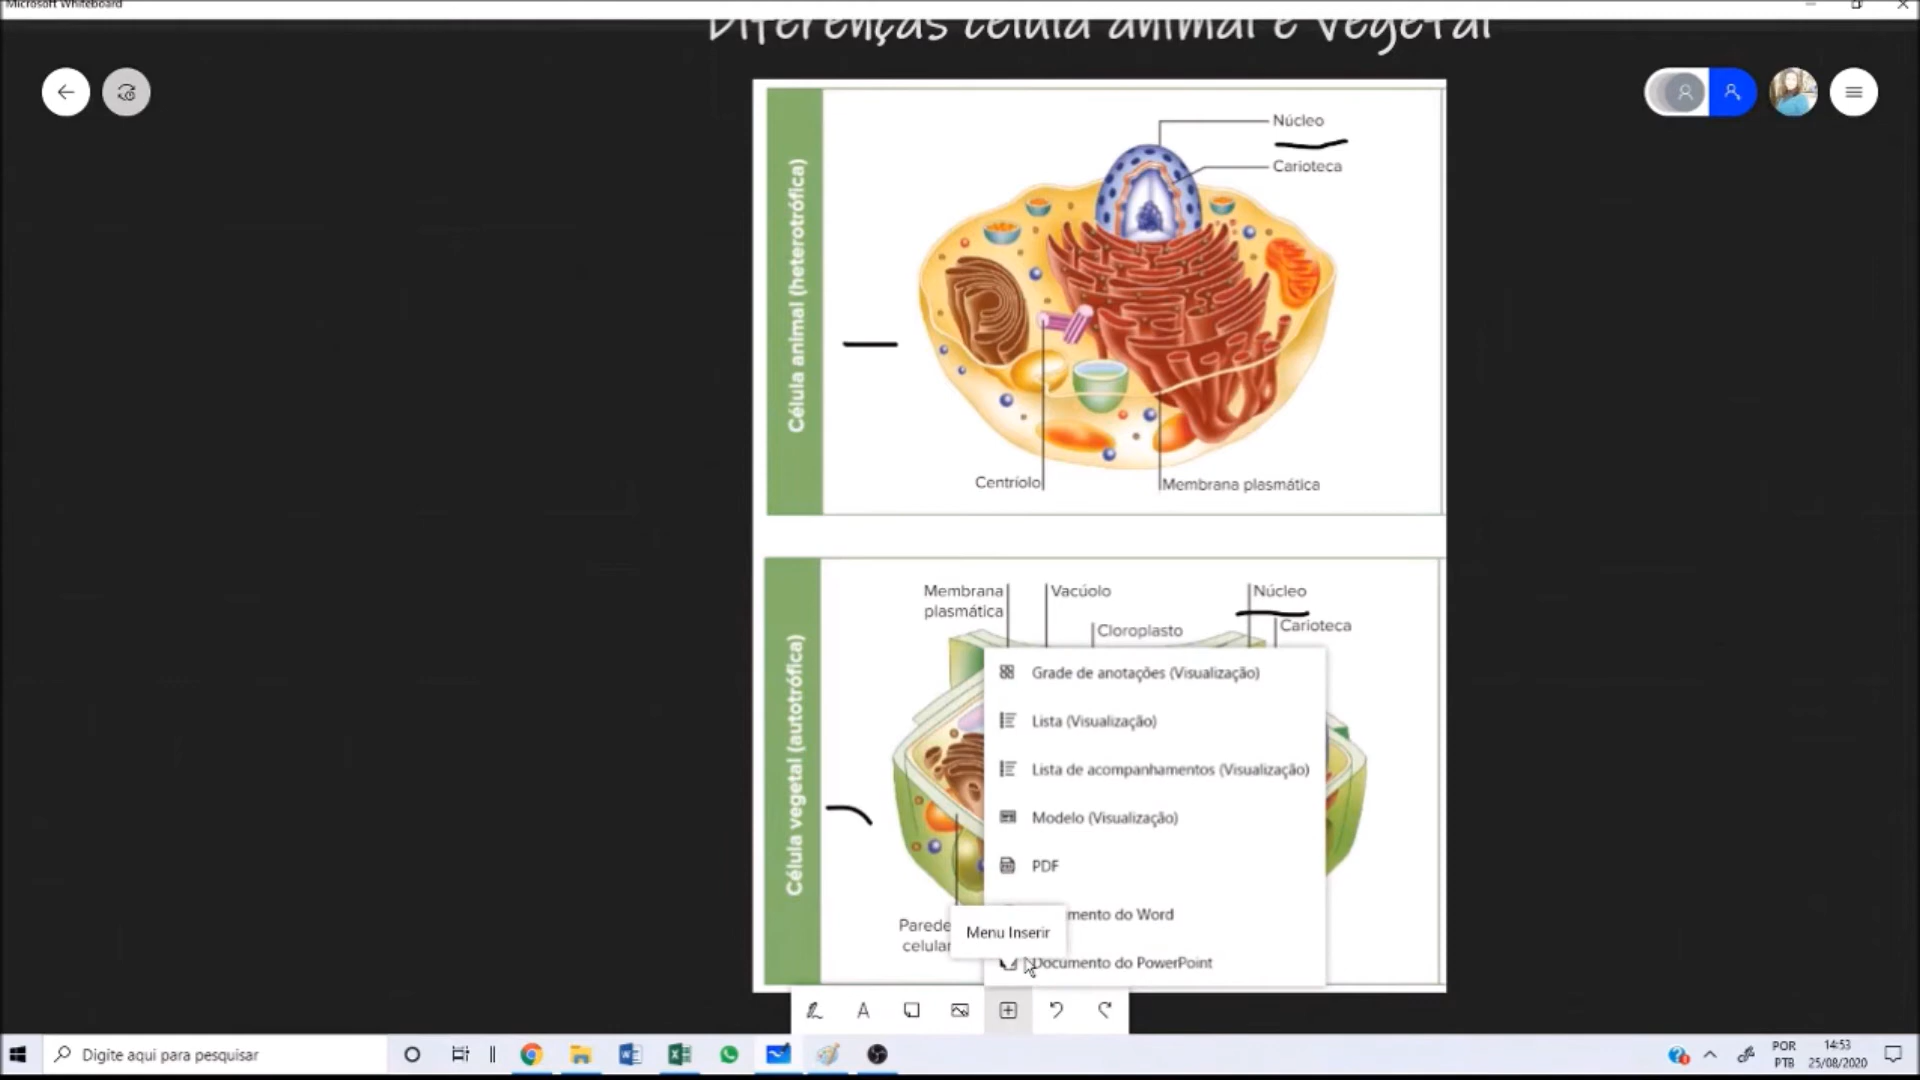 Microsoft Whiteboard
Diferenças célula animal e vegetal
Célula animal (heterotrófica)
Núcleo
Carioteca
Centríolo
Membrana plasmática
Célula vegetal (autotrófica)
Membrana
plasmática
Vacúolo
Núcleo
Cloroplasto
Carioteca
Grade de anotações (Visualização)
Lista (Visualização)
Lista de acompanhamentos (Visualização)
Modelo (Visualização)
PDF
mento do Word
Parede
celular
Menu Inserir
Documento do PowerPoint
Digite aqui para pesquisar
POR
PTB
14:53
25/08/2020